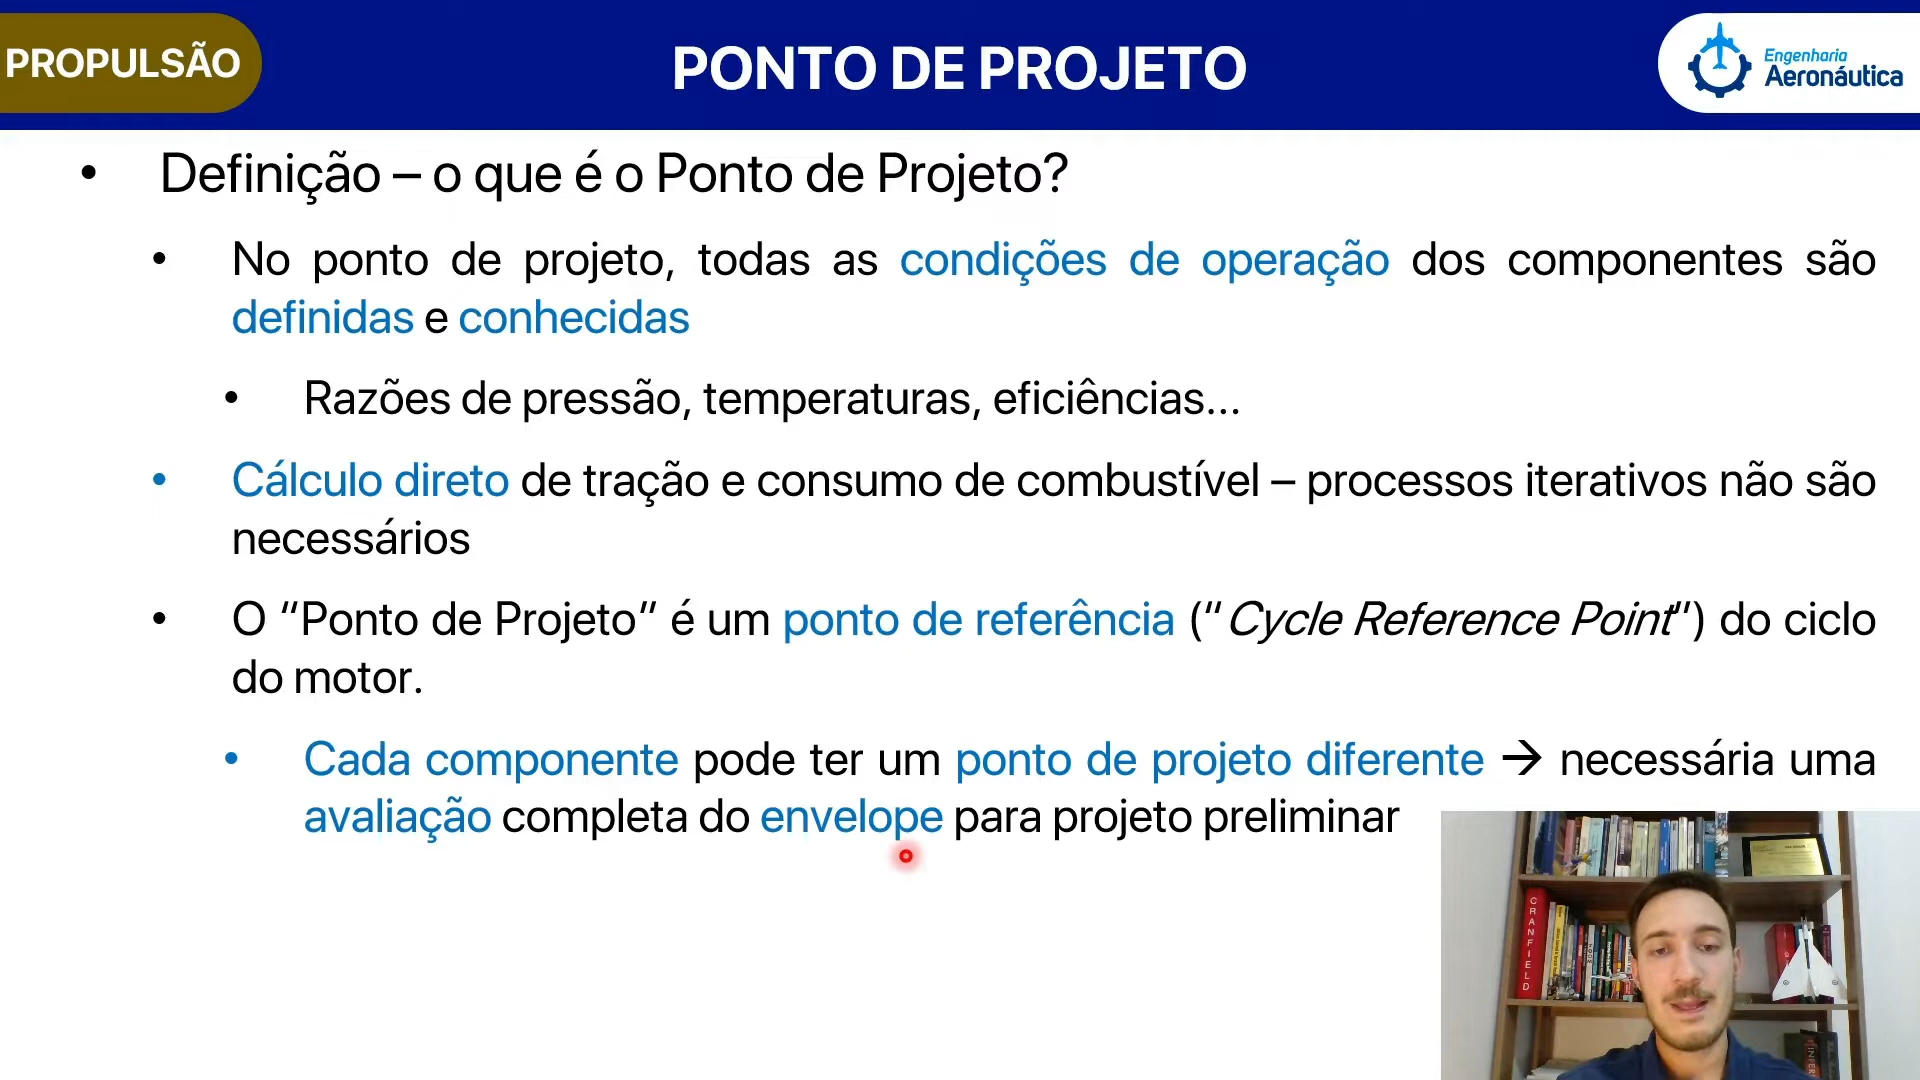 PROPULSÃO
PONTO DE PROJETO
Engenharia
Aeronáutica
• Definição – o que é o Ponto de Projeto?
• No ponto de projeto, todas as condições de operação dos componentes são
definidas e conhecidas
• Razões de pressão, temperaturas, eficiências...
• Cálculo direto de tração e consumo de combustível – processos iterativos não são
necessários
• O “Ponto de Projeto” é um ponto de referência (“Cycle Reference Point”) do ciclo
do motor.
• Cada componente pode ter um ponto de projeto diferente → necessária uma
avaliação completa do envelope para projeto preliminar
CRANFIELD